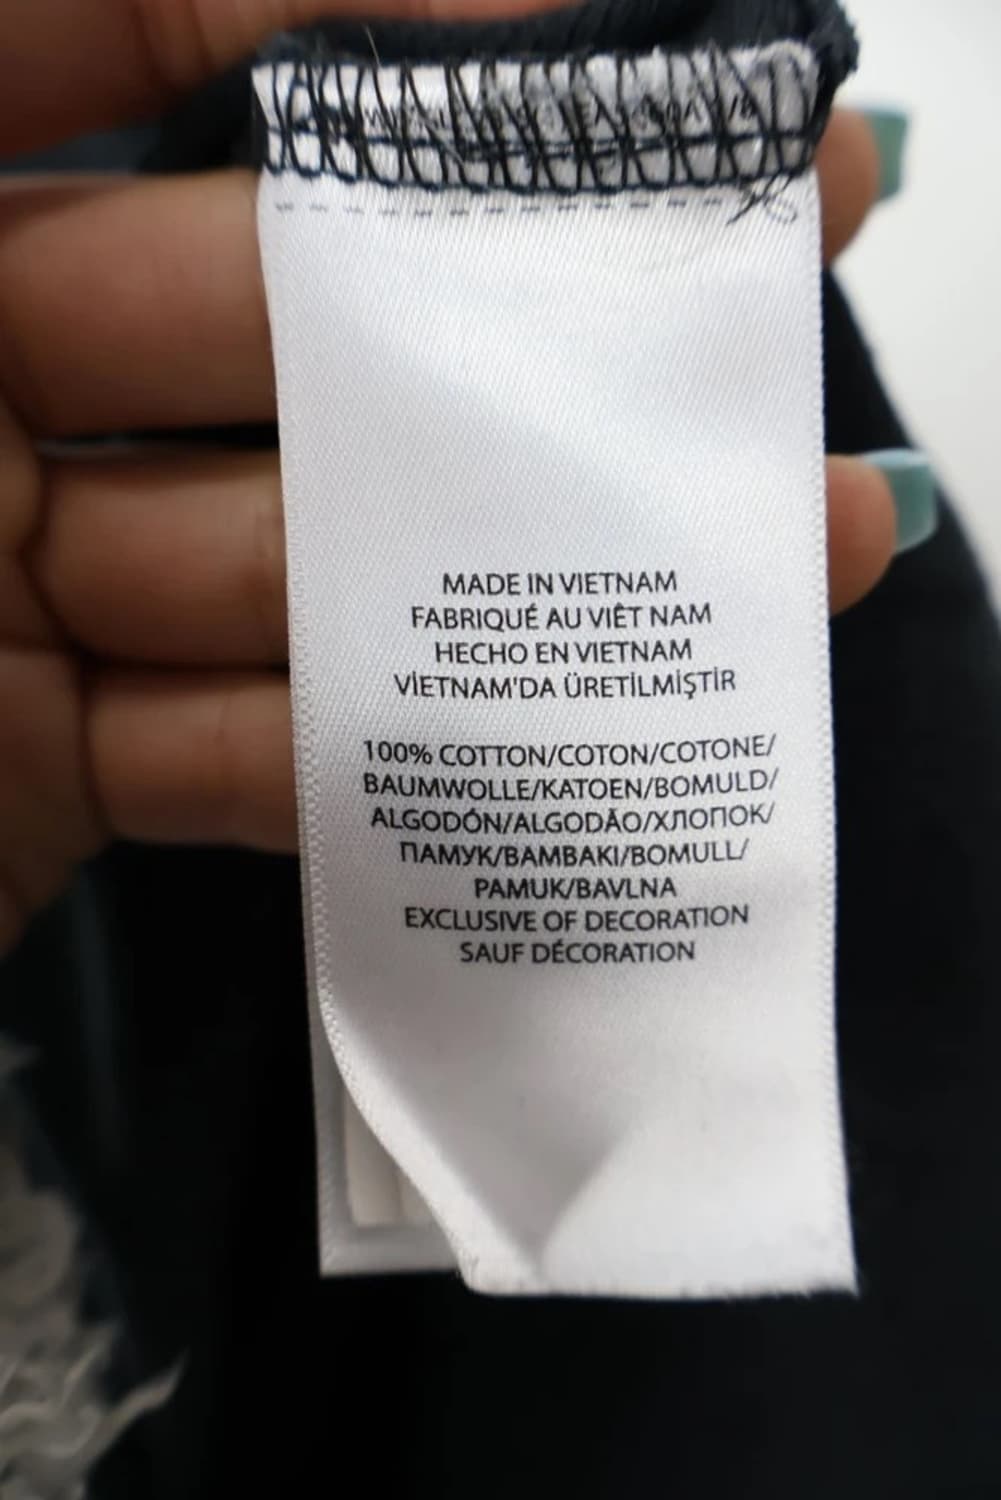 MADE IN VIETNAM
FABRIQUÉ AU VIÊT NAM
HECHO EN VIETNAM
VİETNAM'DA ÜRETİLMİŞTİR
100% COTTON/COTON/COTONE/
BAUMWOLLE/KATOEN/BOMULD/
ALGODÓN/ALGODÃO/ХЛОПОК/
ПАМУК/ΒΑΜΒΑΚΙ/BOMULL/
PAMUK/BAVLNA
EXCLUSIVE OF DECORATION
SAUF DÉCORATION